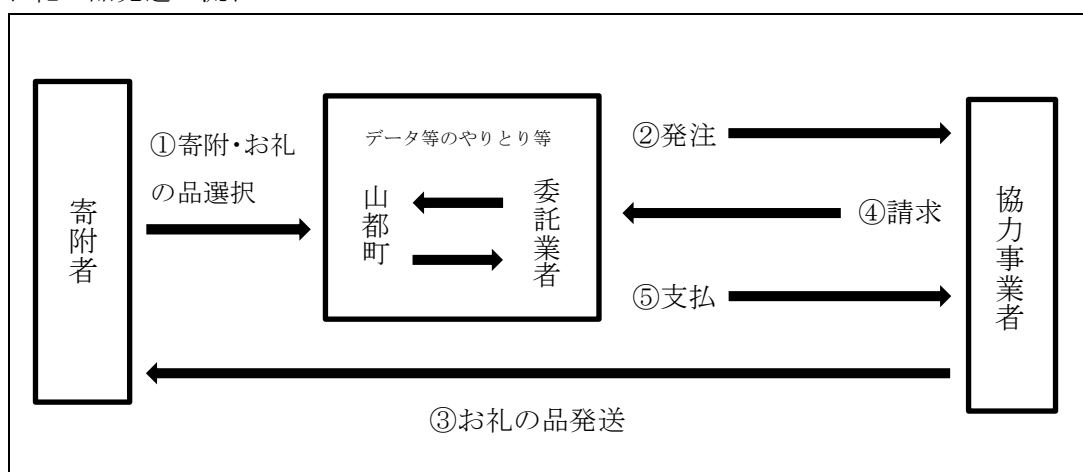 寄附者
①寄附・お礼
の品選択
データ等のやりとり等
山都町
委託業者
②発注
④請求
⑤支払
協力事業者
③お礼の品発送